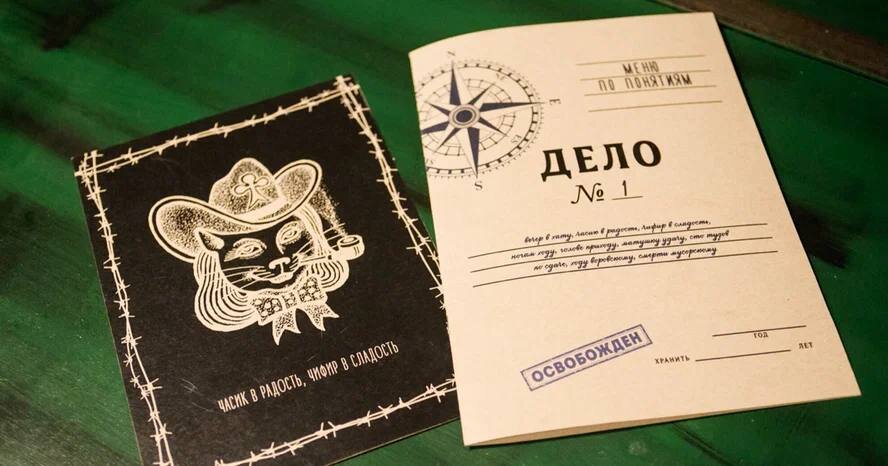 ЧАСИК В РАДОСТЬ, ЧИФИР В СЛАДОСТЬ
N
E
S
S
МЕНЮ
ПО ПОНЯТИЯМ
ДЕЛО
№ 1
вечер в хату, часик в радость, чифир в сладость,
ногам ходу, голове приходу, матушку удачу, сто тузов
по сдаче, ходу воровскому, смерти мусорскому
ОСВОБОЖДЕН
ГОД
ХРАНИТЬ ЛЕТ